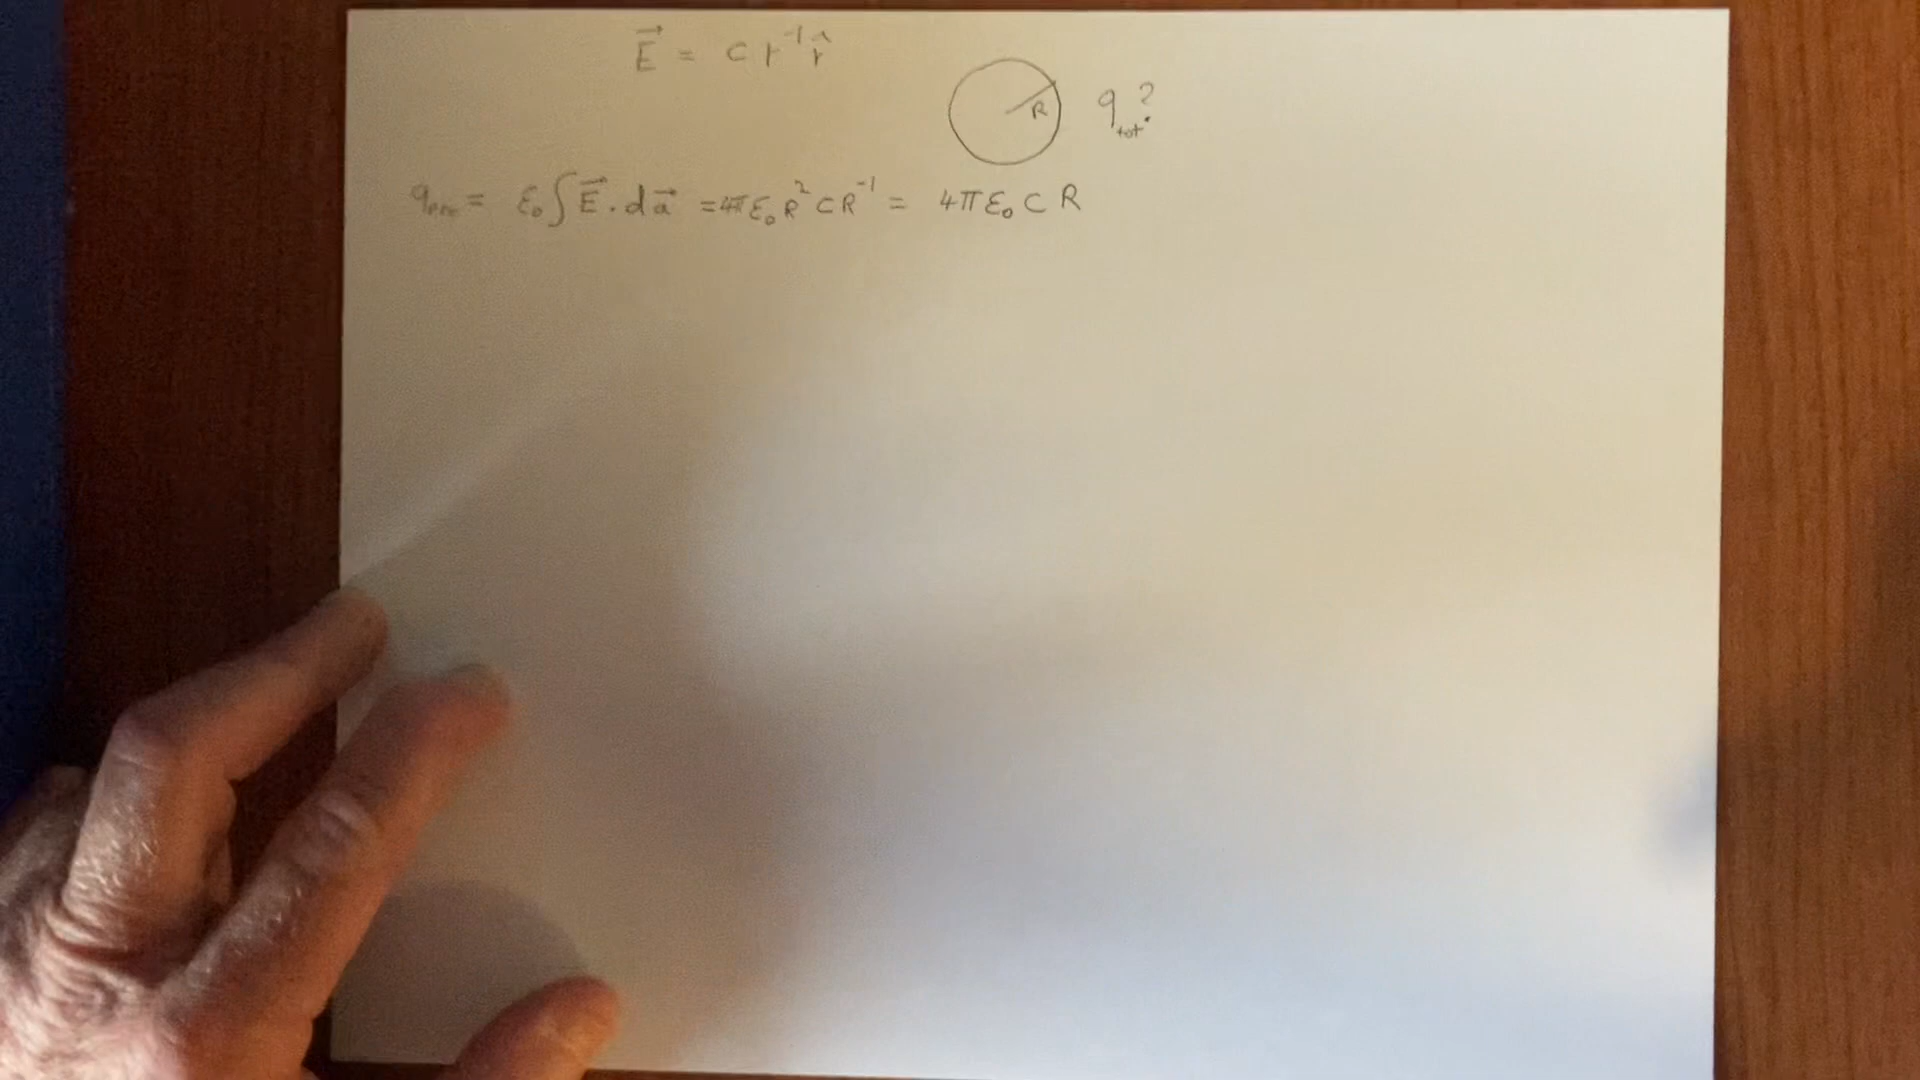 E⃗ = c r⁻¹ r̂
R
q_tot?
q_enc = ε₀ ∫ E⃗ . da⃗ = 4π ε₀ R² C R⁻¹ = 4π ε₀ C R